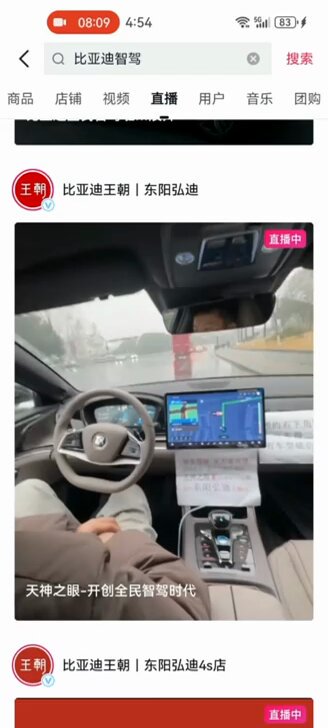 08:09 4:54 5G 83
比亚迪智驾
搜索
商品 店铺 视频 直播 用户 音乐 团购
王朝
比亚迪王朝丨东阳弘迪
直播中
天神之眼-开创全民智驾时代
王朝
比亚迪王朝丨东阳弘迪4s店
直播中